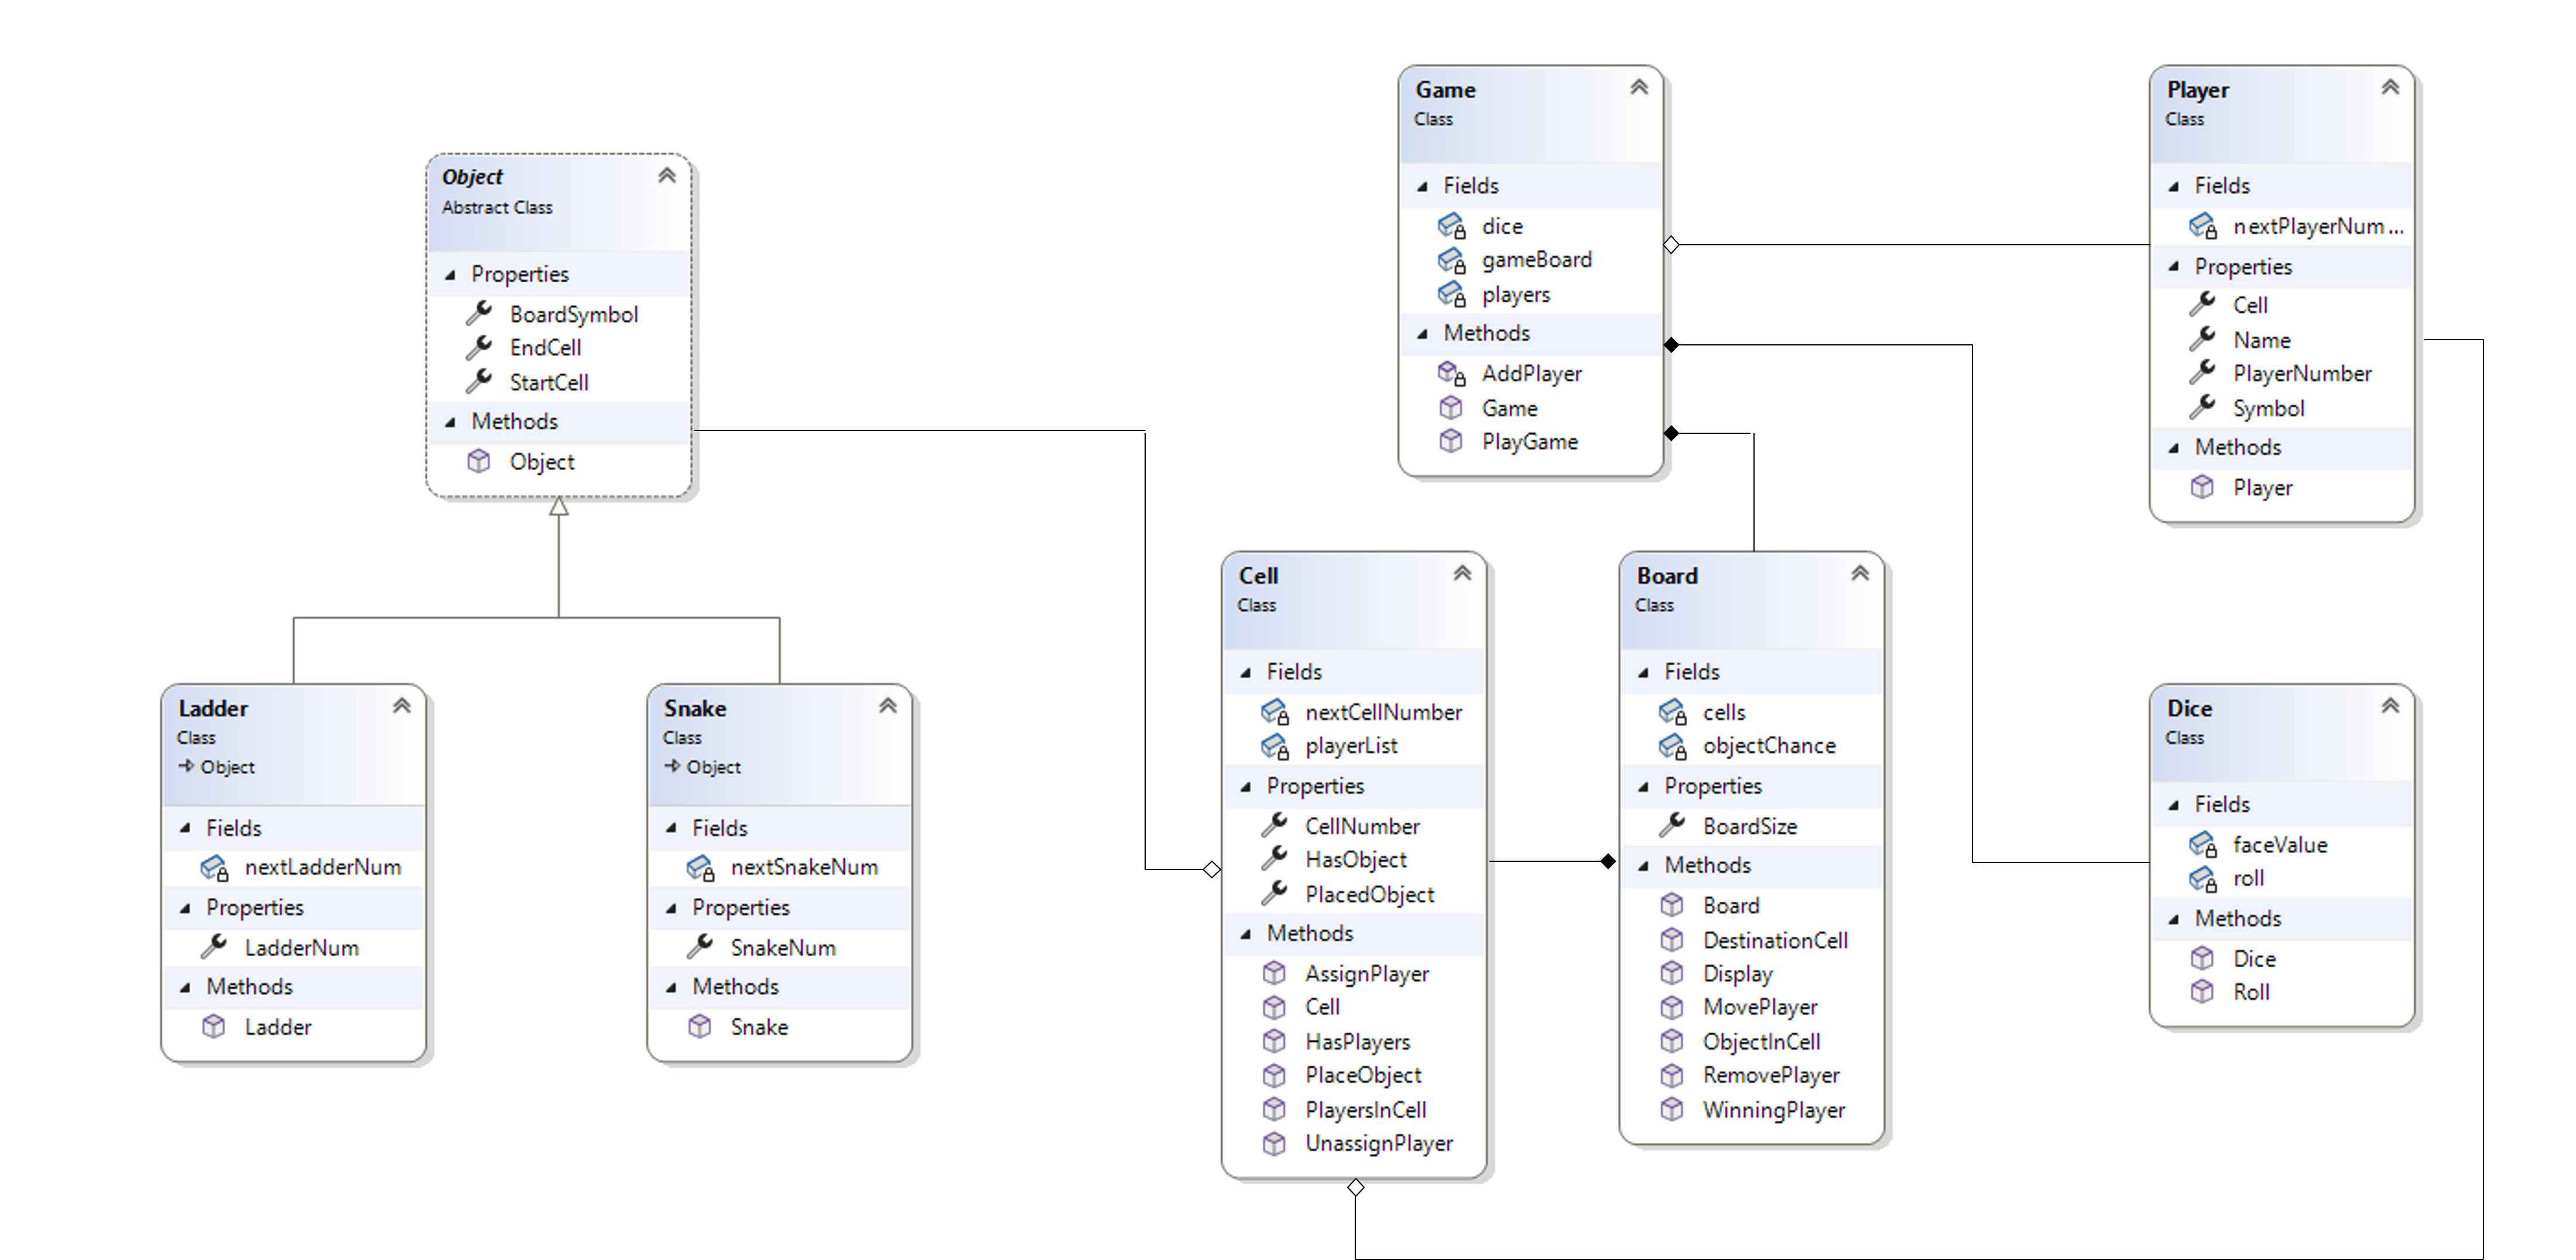 Object
Abstract Class
Properties
BoardSymbol
EndCell
StartCell
Methods
Object
Ladder
Class
Object
Fields
nextLadderNum
Properties
LadderNum
Methods
Ladder
Snake
Class
Object
Fields
nextSnakeNum
Properties
SnakeNum
Methods
Snake
Game
Class
Fields
dice
gameBoard
players
Methods
AddPlayer
Game
PlayGame
Cell
Class
Fields
nextCellNumber
playerList
Properties
CellNumber
HasObject
PlacedObject
Methods
AssignPlayer
Cell
HasPlayers
PlaceObject
PlayersInCell
UnassignPlayer
Board
Class
Fields
cells
objectChance
Properties
BoardSize
Methods
Board
DestinationCell
Display
MovePlayer
ObjectInCell
RemovePlayer
WinningPlayer
Player
Class
Fields
nextPlayerNum...
Properties
Cell
Name
PlayerNumber
Symbol
Methods
Player
Dice
Class
Fields
faceValue
roll
Methods
Dice
Roll